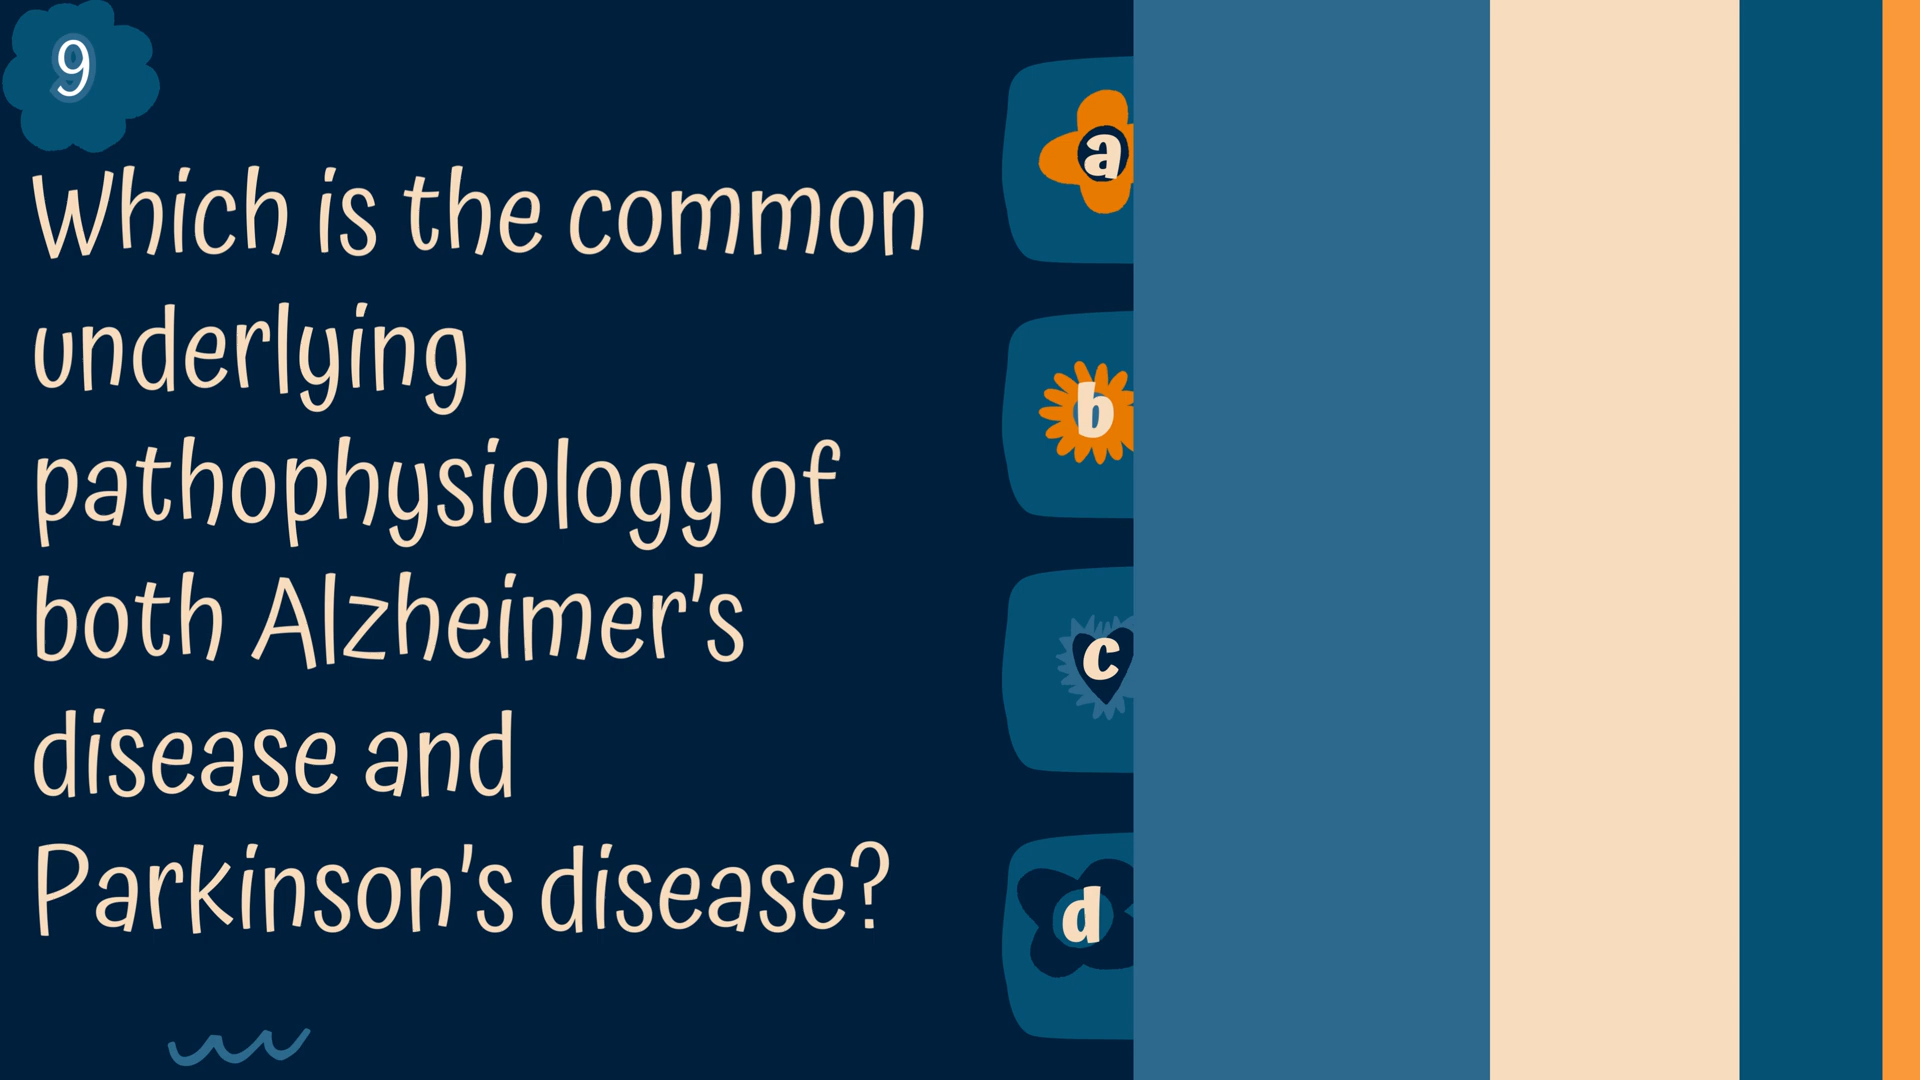 9
Which is the common
underlying
pathophysiology of
both Alzheimer's
disease and
Parkinson's disease?
a
b
c
d